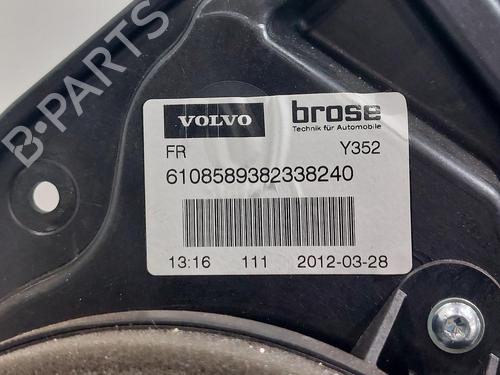 B-PARTS
VOLVO brose
Technik für Automobile
FR Y352
6108589382338240
13:16 111 2012-03-28